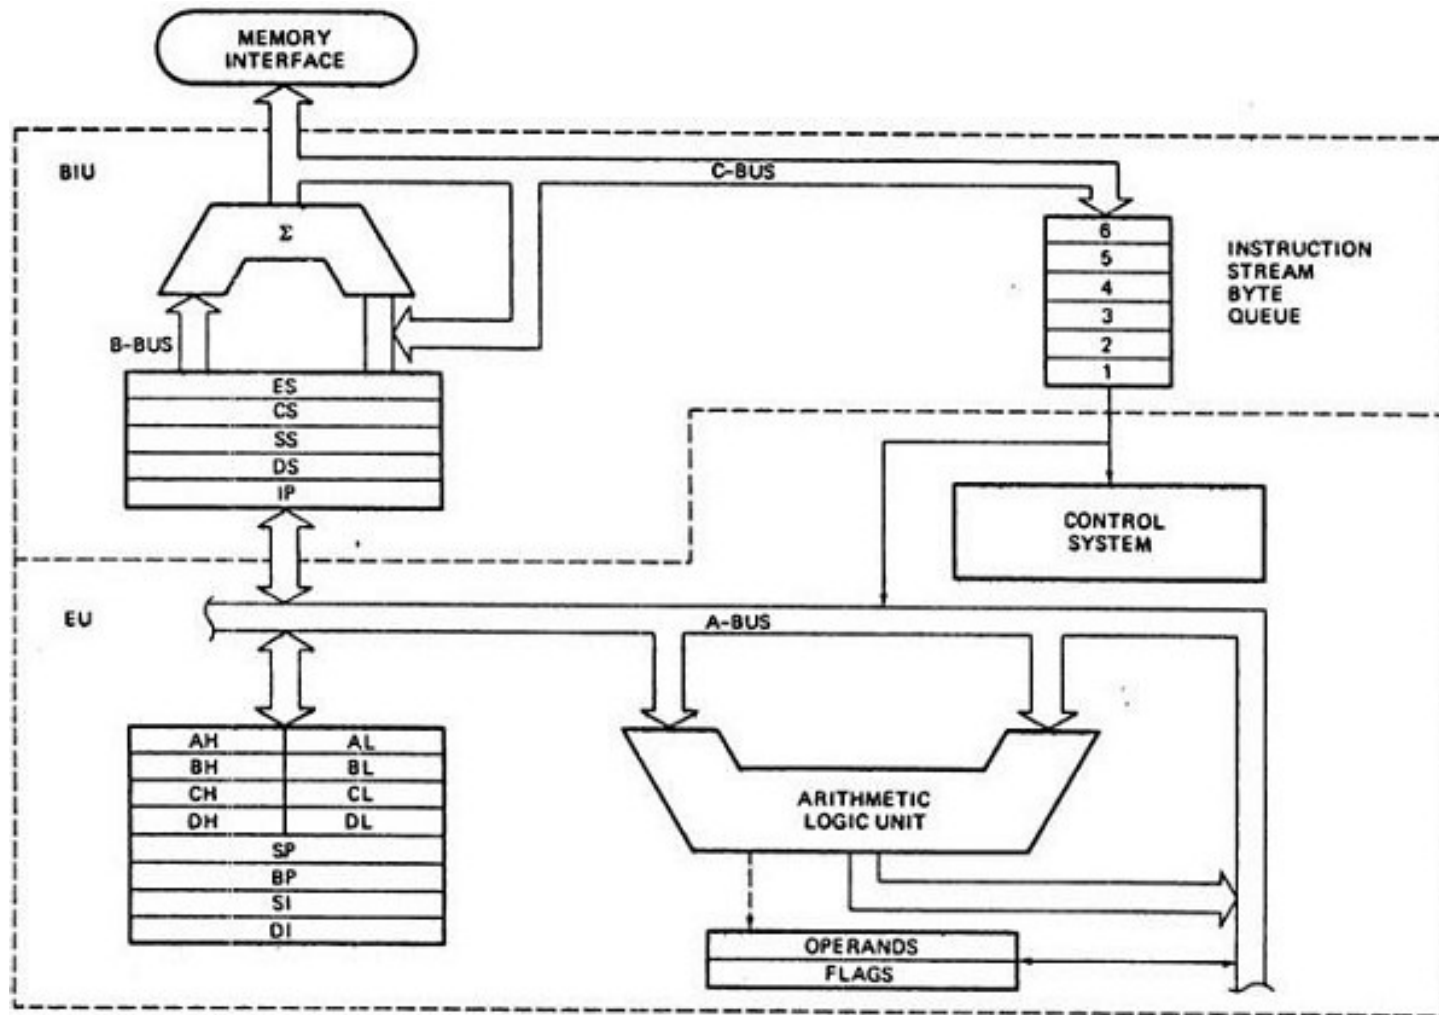 MEMORY
INTERFACE
BIU
C-BUS
Σ
6
5
4
3
2
1
INSTRUCTION
STREAM
BYTE
QUEUE
B-BUS
ES
CS
SS
DS
IP
CONTROL
SYSTEM
EU
A-BUS
AH AL
BH BL
CH CL
DH DL
SP
BP
SI
DI
ARITHMETIC
LOGIC UNIT
OPERANDS
FLAGS